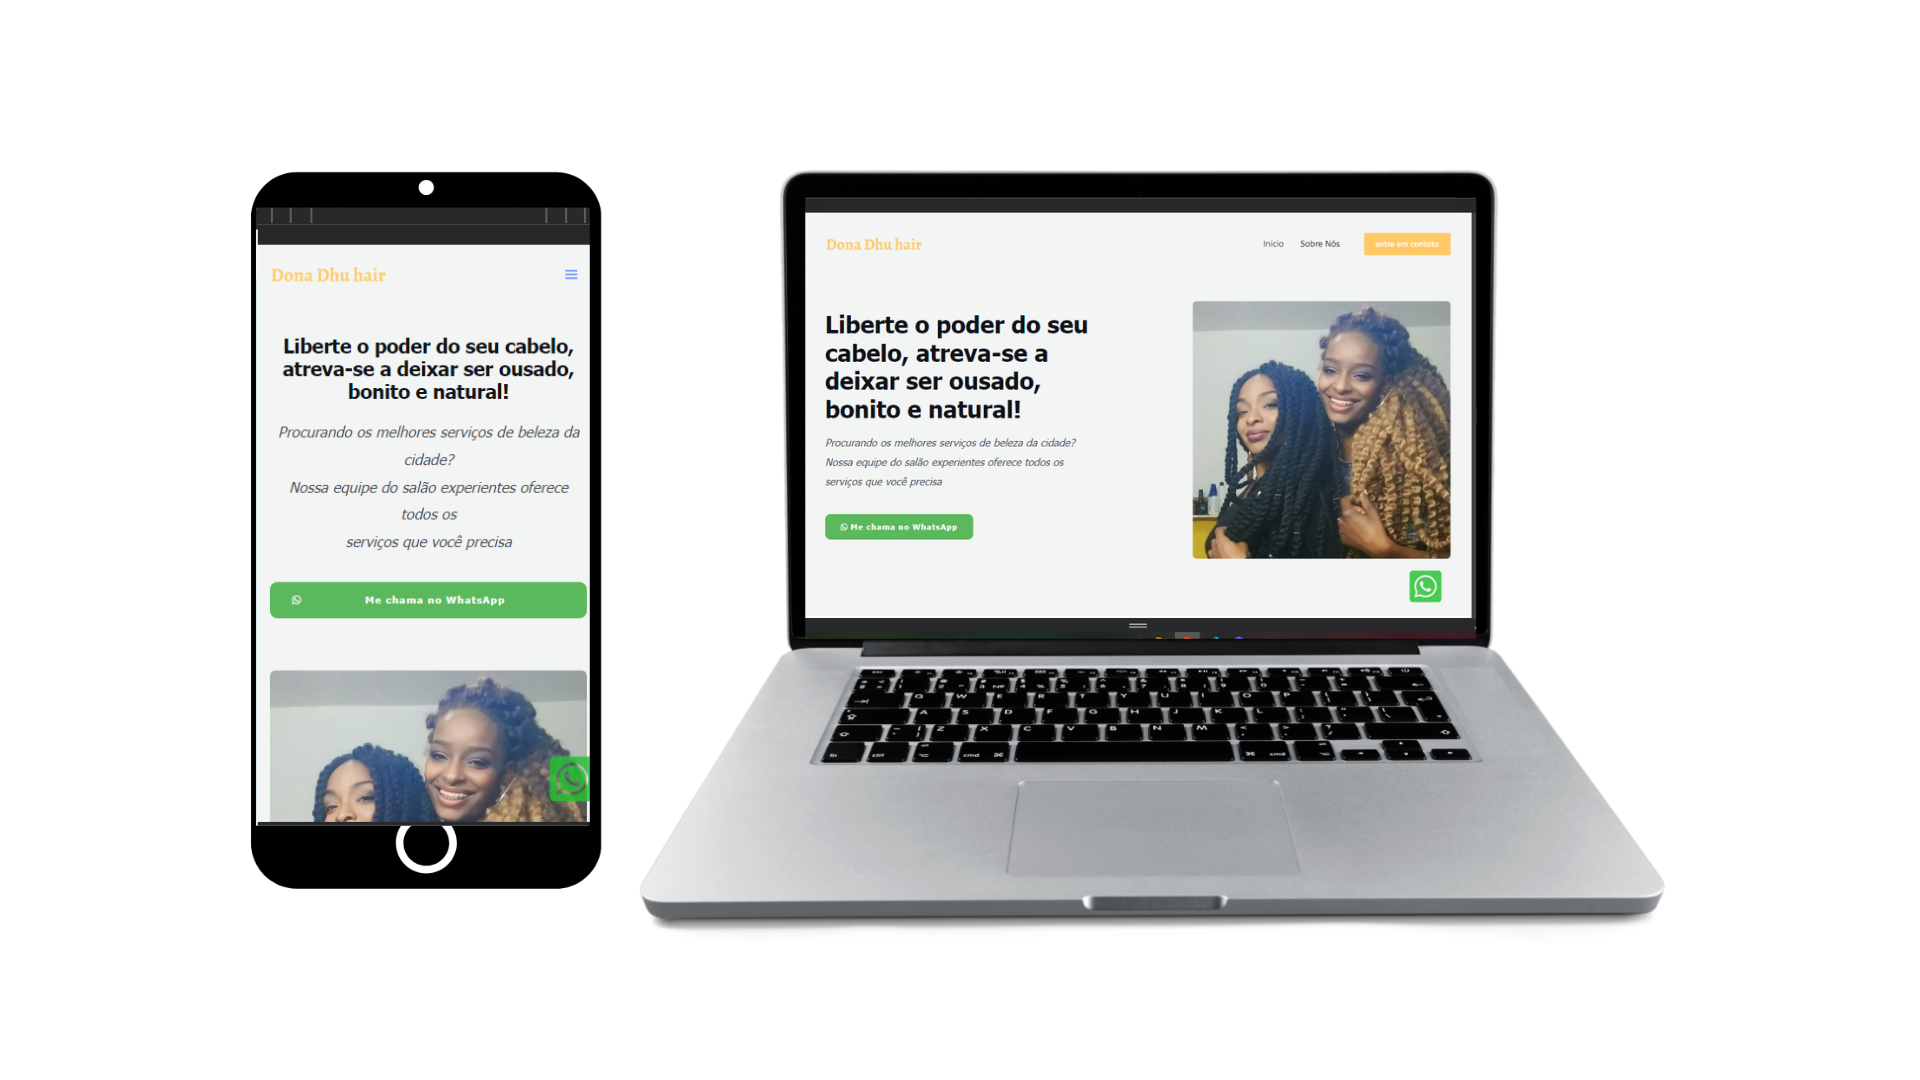 Dona Dhu hair
Liberte o poder do seu cabelo,
atreva-se a deixar ser ousado,
bonito e natural!
Procurando os melhores serviços de beleza da
cidade?
Nossa equipe do salão experientes oferece
todos os
serviços que você precisa
Me chama no WhatsApp
Dona Dhu hair
Inicio
Sobre Nós
entre em contato
Liberte o poder do seu
cabelo, atreva-se a
deixar ser ousado,
bonito e natural!
Procurando os melhores serviços de beleza da cidade?
Nossa equipe do salão experientes oferece todos os
serviços que você precisa
Me chama no WhatsApp
Q W E R T Y U I O P
A S D F G H J K L
Z X C V B N M
fn ctrl cmd cmd